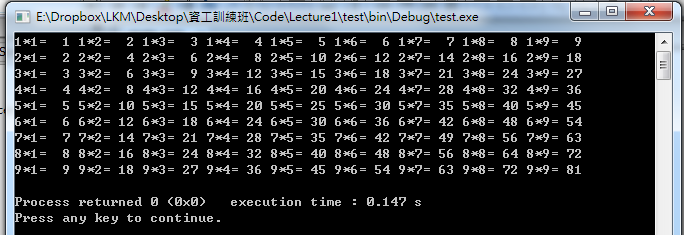 E:\Dropbox\LKM\Desktop\資工訓練班\Code\Lecture1\test\bin\Debug\test.exe
1*1=  1 1*2=  2 1*3=  3 1*4=  4 1*5=  5 1*6=  6 1*7=  7 1*8=  8 1*9=  9
2*1=  2 2*2=  4 2*3=  6 2*4=  8 2*5= 10 2*6= 12 2*7= 14 2*8= 16 2*9= 18
3*1=  3 3*2=  6 3*3=  9 3*4= 12 3*5= 15 3*6= 18 3*7= 21 3*8= 24 3*9= 27
4*1=  4 4*2=  8 4*3= 12 4*4= 16 4*5= 20 4*6= 24 4*7= 28 4*8= 32 4*9= 36
5*1=  5 5*2= 10 5*3= 15 5*4= 20 5*5= 25 5*6= 30 5*7= 35 5*8= 40 5*9= 45
6*1=  6 6*2= 12 6*3= 18 6*4= 24 6*5= 30 6*6= 36 6*7= 42 6*8= 48 6*9= 54
7*1=  7 7*2= 14 7*3= 21 7*4= 28 7*5= 35 7*6= 42 7*7= 49 7*8= 56 7*9= 63
8*1=  8 8*2= 16 8*3= 24 8*4= 32 8*5= 40 8*6= 48 8*7= 56 8*8= 64 8*9= 72
9*1=  9 9*2= 18 9*3= 27 9*4= 36 9*5= 45 9*6= 54 9*7= 63 9*8= 72 9*9= 81
Process returned 0 (0x0)   execution time : 0.147 s
Press any key to continue.